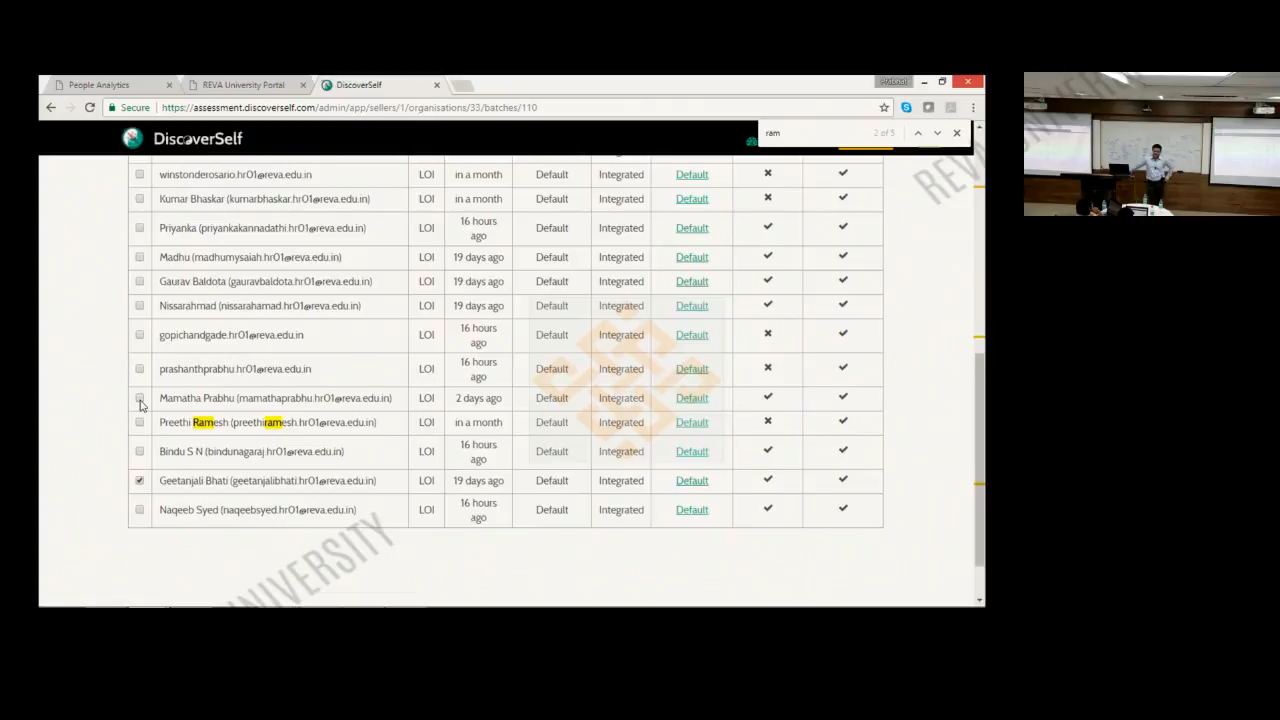 People Analytics
REVA University Portal
DiscoverSelf
Prabhat
Secure
https://assessment.discoverself.com/admin/app/sellers/1/organisations/33/batches/110
DiscoverSelf
ram
2 of 5
winstonderosario.hr01@reva.edu.in LOI in a month Default Integrated Default
Kumar Bhaskar (kumarbhaskar.hr01@reva.edu.in) LOI in a month Default Integrated Default
Priyanka (priyankakannadathi.hr01@reva.edu.in) LOI 16 hours ago Default Integrated Default
Madhu (madhumysaiah.hr01@reva.edu.in) LOI 19 days ago Default Integrated Default
Gaurav Baldota (gauravbaldota.hr01@reva.edu.in) LOI 19 days ago Default Integrated Default
Nissarahmad (nissarahamad.hr01@reva.edu.in) LOI 19 days ago Default Integrated Default
gopichandgade.hr01@reva.edu.in LOI 16 hours ago Default Integrated Default
prashanthprabhu.hr01@reva.edu.in LOI 16 hours ago Default Integrated Default
Mamatha Prabhu (mamathaprabhu.hr01@reva.edu.in) LOI 2 days ago Default Integrated Default
Preethi Ramesh (preethiramesh.hr01@reva.edu.in) LOI in a month Default Integrated Default
Bindu S N (bindunagaraj.hr01@reva.edu.in) LOI 16 hours ago Default Integrated Default
Geetanjali Bhati (geetanjalibhati.hr01@reva.edu.in) LOI 19 days ago Default Integrated Default
Naqeeb Syed (naqeebsyed.hr01@reva.edu.in) LOI 16 hours ago Default Integrated Default
REVA
UNIVERSITY
REVA